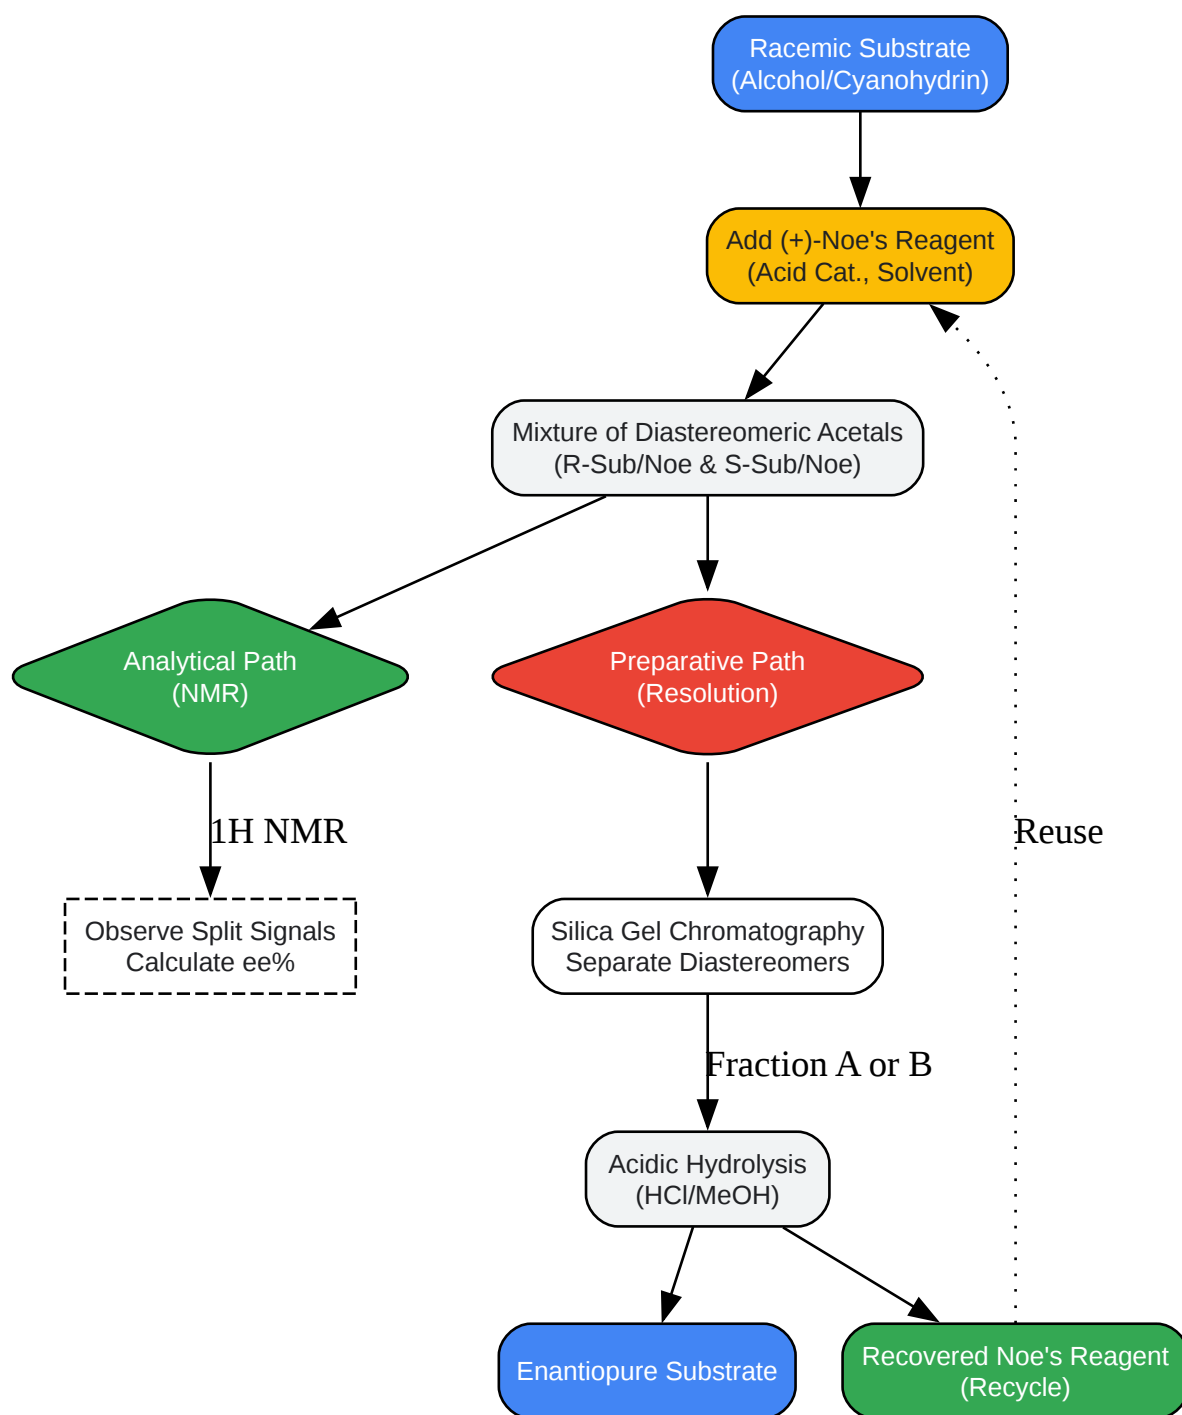 Racemic Substrate
(Alcohol/Cyanohydrin)
Add (+)-Noe's Reagent
(Acid Cat., Solvent)
Mixture of Diastereomeric Acetals
(R-Sub/Noe & S-Sub/Noe)
Analytical Path
(NMR)
Preparative Path
(Resolution)
1H NMR
Reuse
Observe Split Signals
Calculate ee%
Silica Gel Chromatography
Separate Diastereomers
Fraction A or B
Acidic Hydrolysis
(HCl/MeOH)
Enantiopure Substrate
Recovered Noe's Reagent
(Recycle)